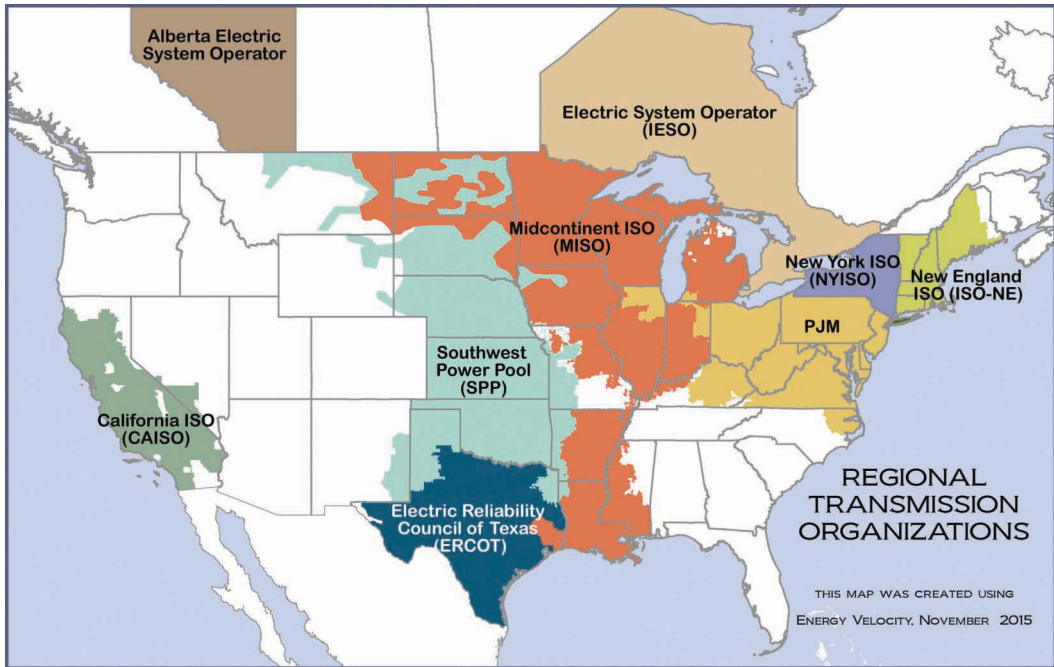 Alberta Electric
System Operator
Electric System Operator
(IESO)
Midcontinent ISO
(MISO)
New York ISO
(NYISO)
New England
ISO (ISO-NE)
PJM
Southwest
Power Pool
(SPP)
California ISO
(CAISO)
Electric Reliability
Council of Texas
(ERCOT)
REGIONAL
TRANSMISSION
ORGANIZATIONS
THIS MAP WAS CREATED USING
ENERGY VELOCITY, NOVEMBER 2015